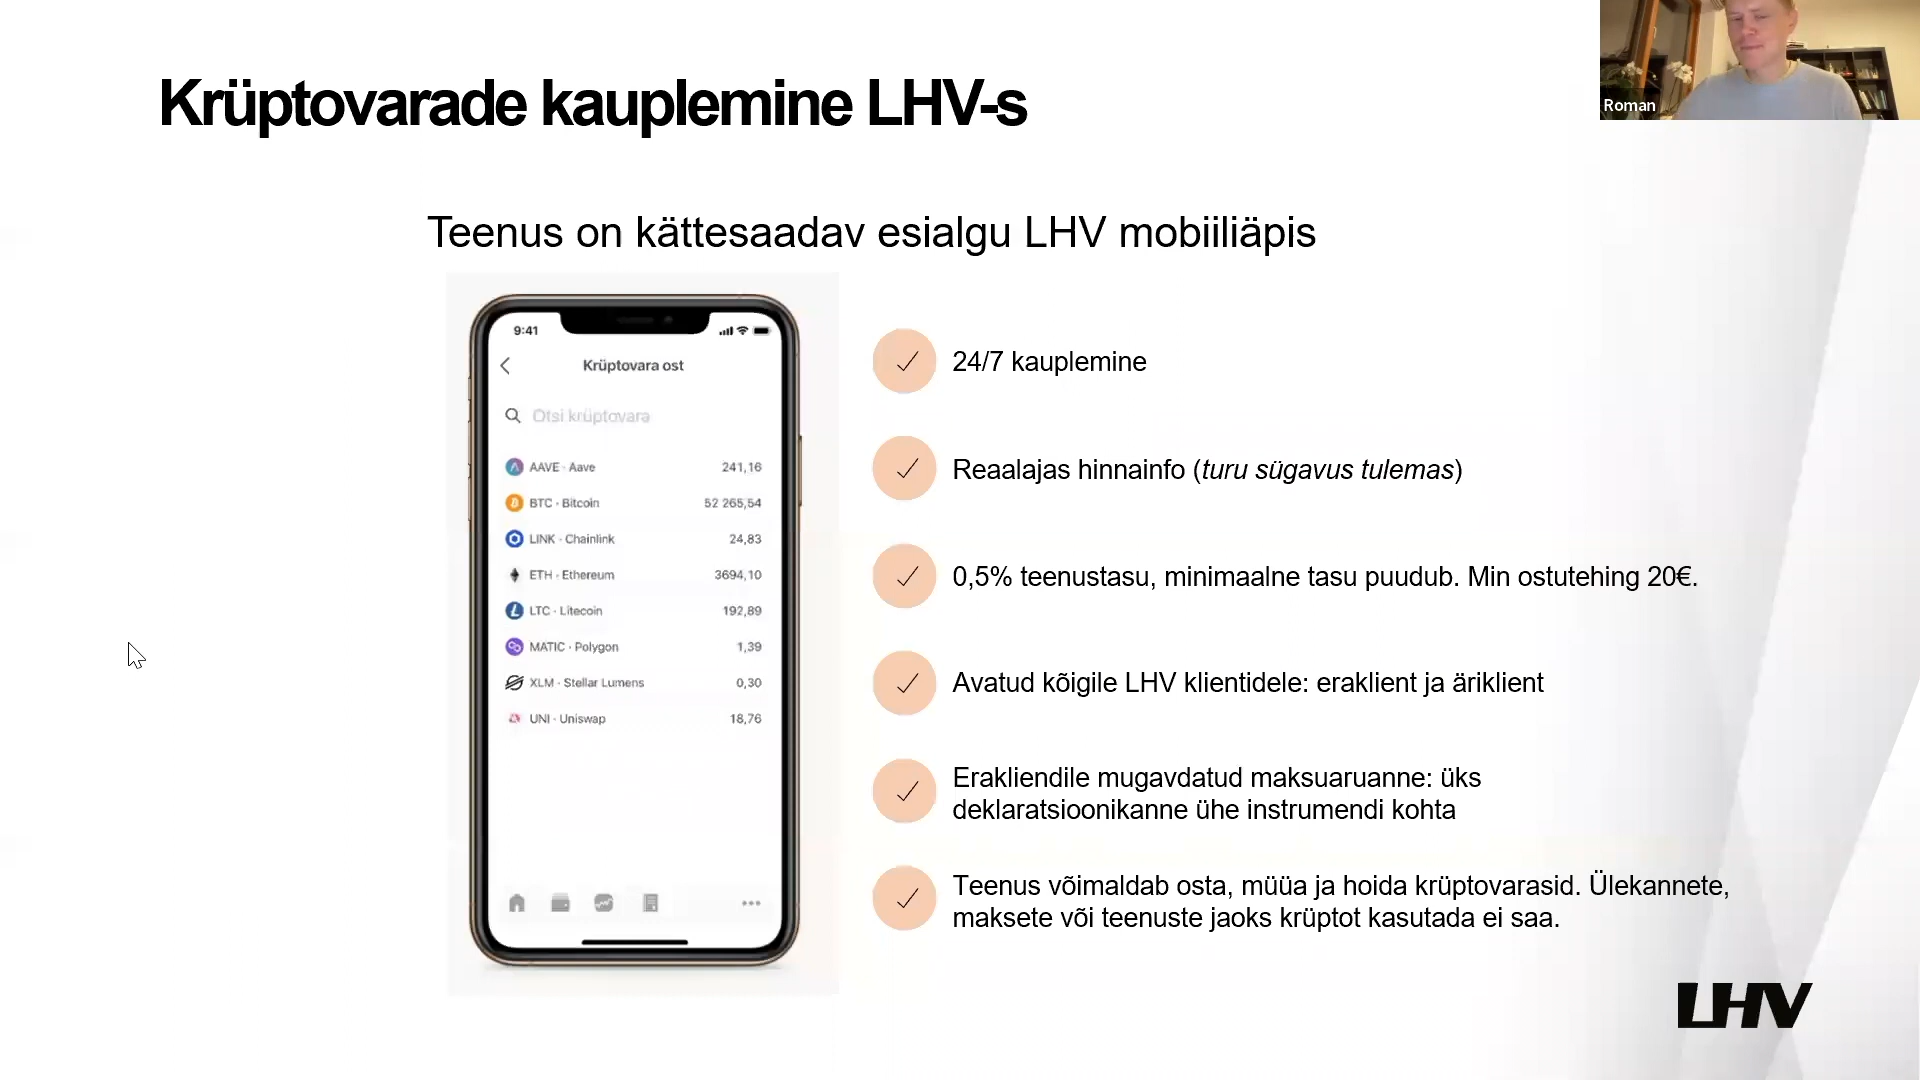 Krüptovarade kauplemine LHV-s
Roman
Teenus on kättesaadav esialgu LHV mobiiliäpis
9:41
Krüptovara ost
Otsi krüptovara
AAVE · Aave 241,16
BTC · Bitcoin 52 265,54
LINK · Chainlink 24,83
ETH · Ethereum 3694,10
LTC · Litecoin 192,89
MATIC · Polygon 1,39
XLM · Stellar Lumens 0,30
UNI · Uniswap 18,76
24/7 kauplemine
Reaalajas hinnainfo (turu sügavus tulemas)
0,5% teenustasu, minimaalne tasu puudub. Min ostutehing 20€.
Avatud kõigile LHV klientidele: eraklient ja äriklient
Erakliendile mugavdatud maksuaruanne: üks
deklaratsioonikanne ühe instrumendi kohta
Teenus võimaldab osta, müüa ja hoida krüptovarasid. Ülekannete,
maksete või teenuste jaoks krüptot kasutada ei saa.
LHV